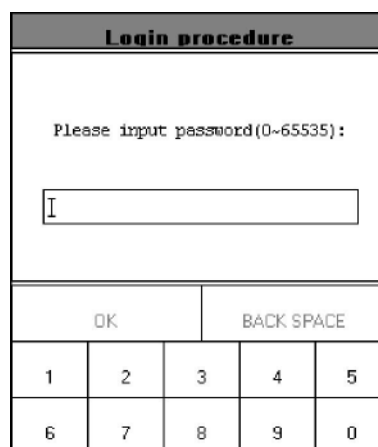 Login procedure
Please input password(0~65535):
OK BACK SPACE
1 2 3 4 5
6 7 8 9 0